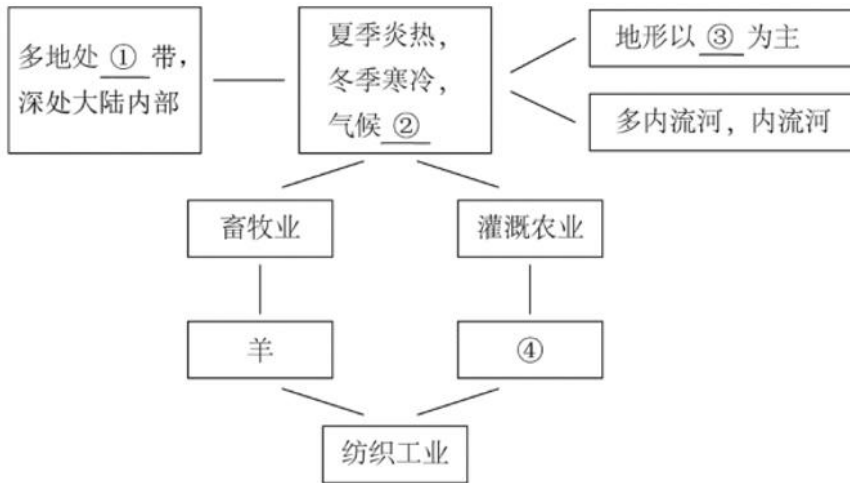 多地处 ① 带，
深处大陆内部
夏季炎热，
冬季寒冷，
气候 ②
地形以 ③ 为主
多内流河，内流河
畜牧业
灌溉农业
羊
④
纺织工业